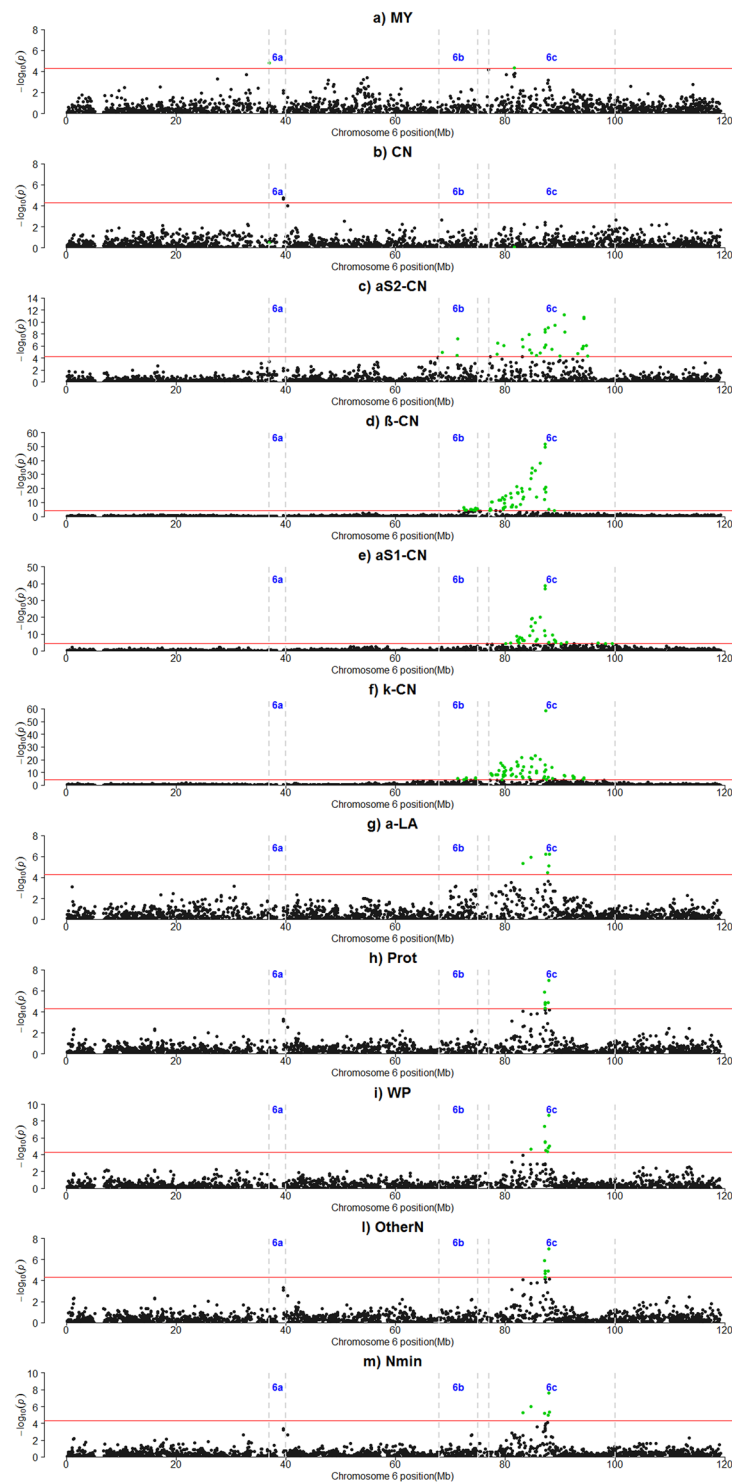 a) MY
−log10(p)
8
6
4
2
0
6a 6b 6c
0 20 40 60 80 100 120
Chromosome 6 position(Mb)
b) CN
−log10(p)
8
6
4
2
0
6a 6b 6c
0 20 40 60 80 100 120
Chromosome 6 position(Mb)
c) aS2-CN
−log10(p)
14
12
10
8
6
4
2
0
6a 6b 6c
0 20 40 60 80 100 120
Chromosome 6 position(Mb)
d) ß-CN
−log10(p)
60
50
40
30
20
10
0
6a 6b 6c
0 20 40 60 80 100 120
Chromosome 6 position(Mb)
e) aS1-CN
−log10(p)
50
40
30
20
10
0
6a 6b 6c
0 20 40 60 80 100 120
Chromosome 6 position(Mb)
f) k-CN
−log10(p)
60
50
40
30
20
10
0
6a 6b 6c
0 20 40 60 80 100 120
Chromosome 6 position(Mb)
g) a-LA
−log10(p)
8
6
4
2
0
6a 6b 6c
0 20 40 60 80 100 120
Chromosome 6 position(Mb)
h) Prot
−log10(p)
8
6
4
2
0
6a 6b 6c
0 20 40 60 80 100 120
Chromosome 6 position(Mb)
i) WP
−log10(p)
10
8
6
4
2
0
6a 6b 6c
0 20 40 60 80 100 120
Chromosome 6 position(Mb)
l) OtherN
−log10(p)
8
6
4
2
0
6a 6b 6c
0 20 40 60 80 100 120
Chromosome 6 position(Mb)
m) Nmin
−log10(p)
10
8
6
4
2
0
6a 6b 6c
0 20 40 60 80 100 120
Chromosome 6 position(Mb)